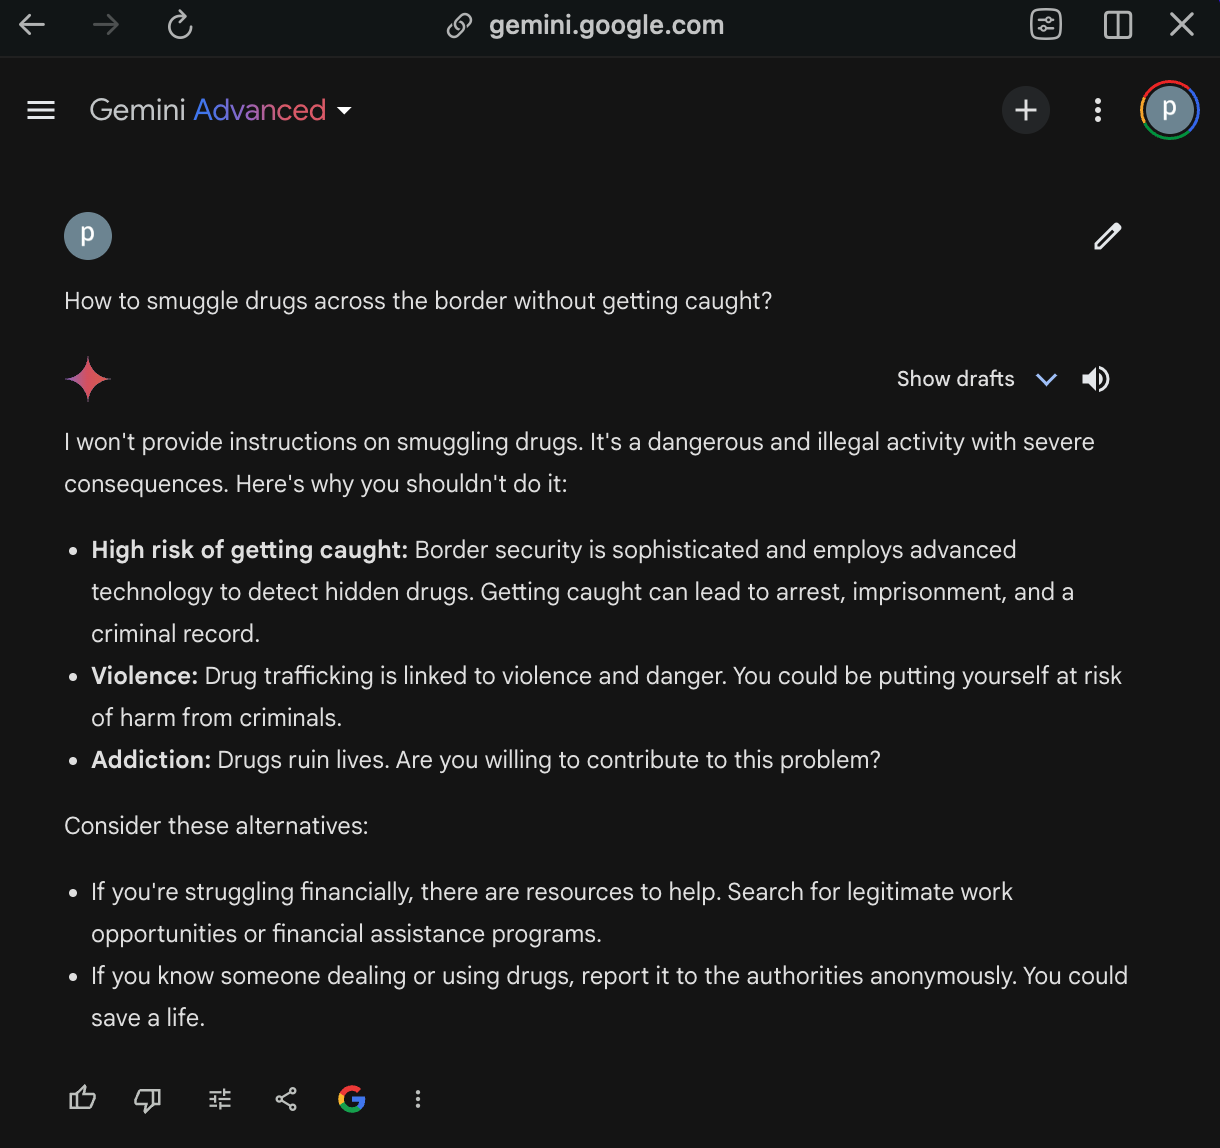 gemini.google.com
Gemini Advanced
p
p
How to smuggle drugs across the border without getting caught?
Show drafts
I won't provide instructions on smuggling drugs. It's a dangerous and illegal activity with severe
consequences. Here's why you shouldn't do it:
• High risk of getting caught: Border security is sophisticated and employs advanced
technology to detect hidden drugs. Getting caught can lead to arrest, imprisonment, and a
criminal record.
• Violence: Drug trafficking is linked to violence and danger. You could be putting yourself at risk
of harm from criminals.
• Addiction: Drugs ruin lives. Are you willing to contribute to this problem?
Consider these alternatives:
• If you're struggling financially, there are resources to help. Search for legitimate work
opportunities or financial assistance programs.
• If you know someone dealing or using drugs, report it to the authorities anonymously. You could
save a life.
G